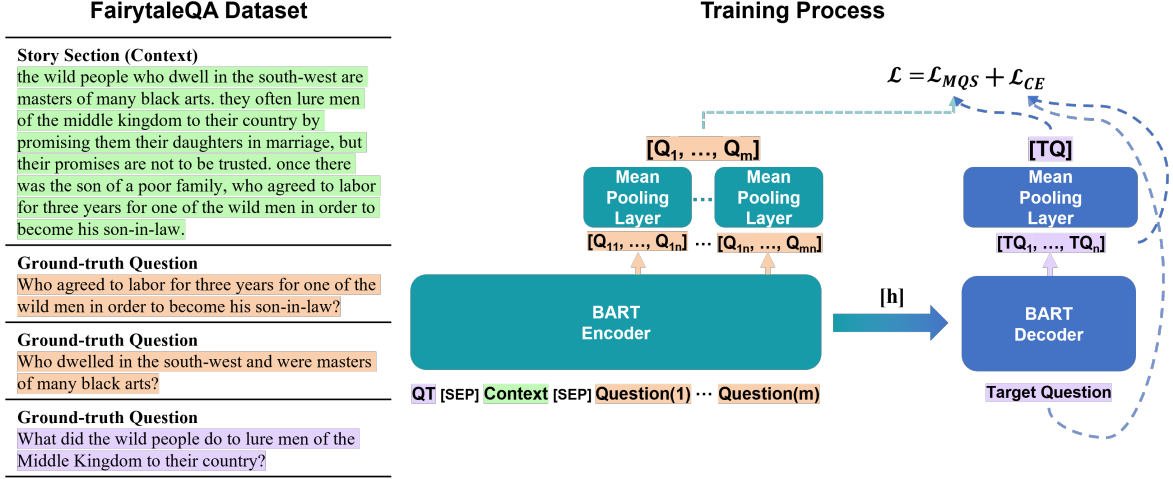 FairytaleQA Dataset
Story Section (Context)
the wild people who dwell in the south-west are
masters of many black arts. they often lure men
of the middle kingdom to their country by
promising them their daughters in marriage, but
their promises are not to be trusted. once there
was the son of a poor family, who agreed to labor
for three years for one of the wild men in order to
become his son-in-law.
Ground-truth Question
Who agreed to labor for three years for one of the
wild men in order to become his son-in-law?
Ground-truth Question
Who dwelled in the south-west and were masters
of many black arts?
Ground-truth Question
What did the wild people do to lure men of the
Middle Kingdom to their country?
Training Process
ℒ =ℒMQS + ℒCE
[Q1, ..., Qm]
[TQ]
Mean
Pooling
Layer
...
Mean
Pooling
Layer
Mean
Pooling
Layer
[Q11, ..., Q1n] ... [Q1n, ..., Qmn]
[TQ1, ..., TQn]
BART
Encoder
[h]
BART
Decoder
QT [SEP] Context [SEP] Question(1) ... Question(m)
Target Question